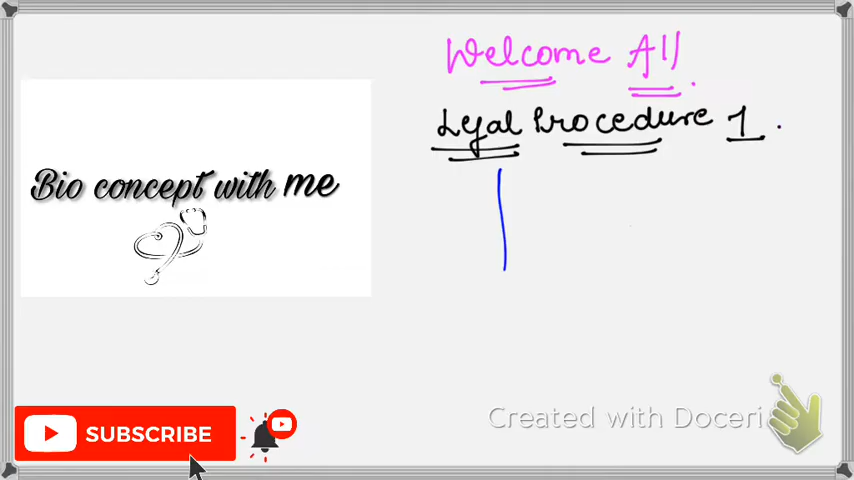 Welcome All.
Legal Procedure 1.
Bio concept with me
SUBSCRIBE
Created with Doceri